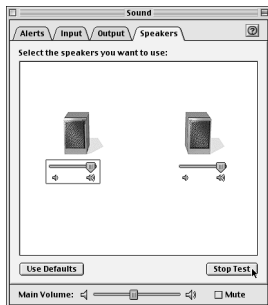 Sound
Alerts Input Output Speakers ?
Select the speakers you want to use:
Use Defaults Stop Test
Main Volume: Mute